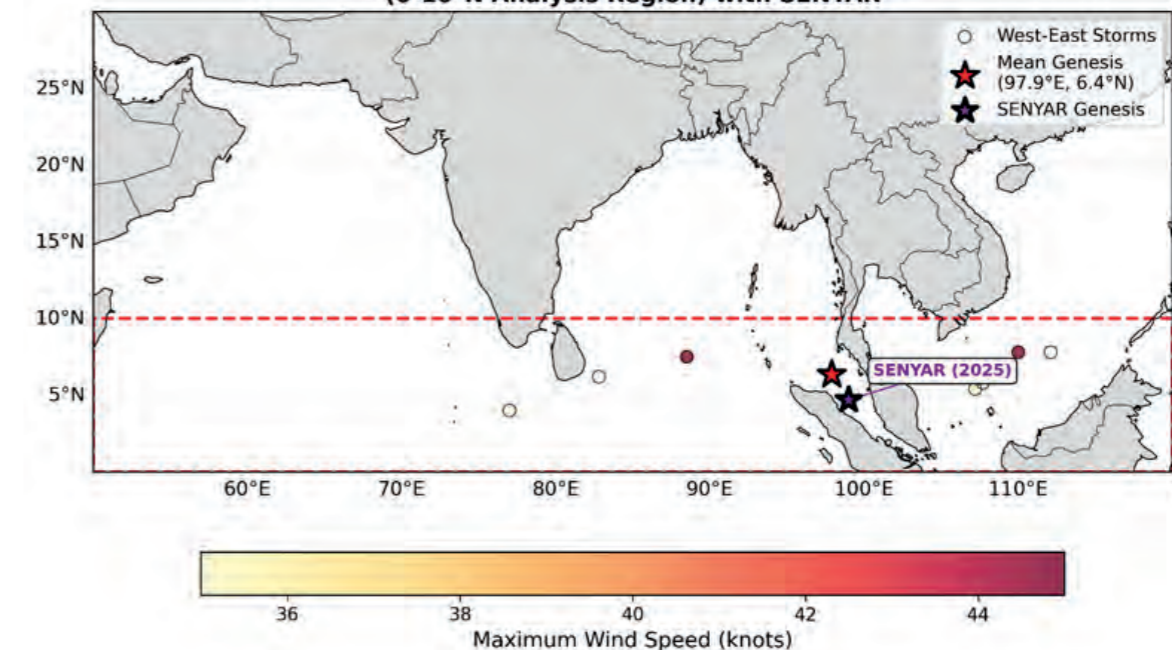 West-East Storms
Mean Genesis
(97.9°E, 6.4°N)
SENYAR Genesis
25°N
20°N
15°N
10°N
5°N
SENYAR (2025)
60°E
70°E
80°E
90°E
100°E
110°E
36
38
40
42
44
Maximum Wind Speed (knots)